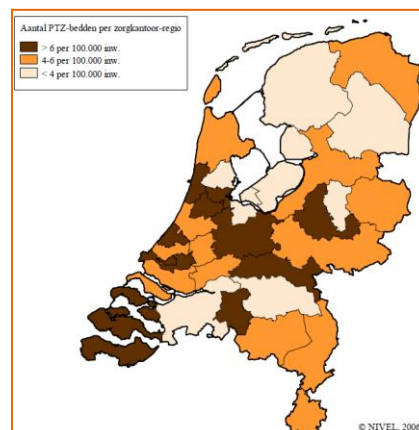 Aantal PTZ-bedden per zorgkantoor-regio
> 6 per 100.000 inw.
4-6 per 100.000 inw.
< 4 per 100.000 inw.
© NIVEL, 2006